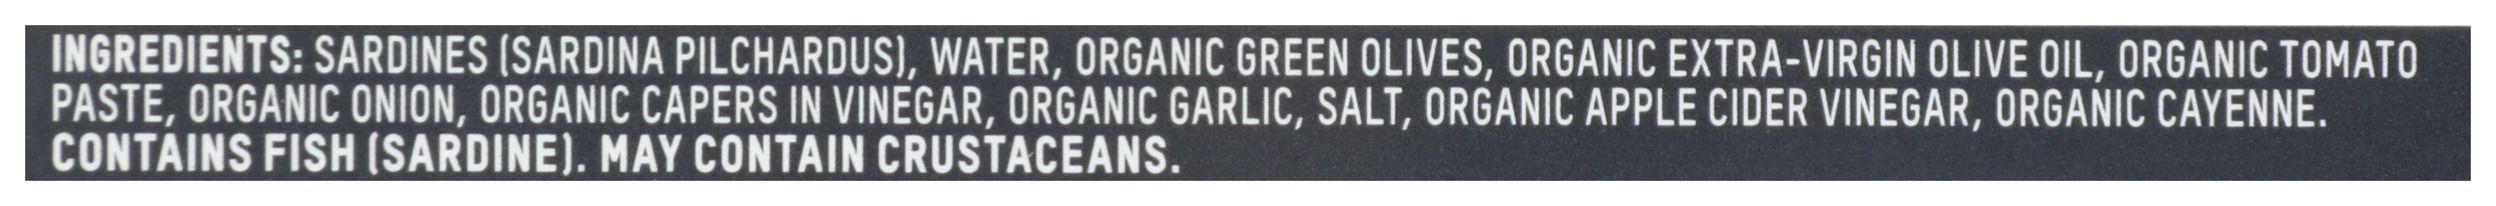 INGREDIENTS: SARDINES (SARDINA PILCHARDUS), WATER, ORGANIC GREEN OLIVES, ORGANIC EXTRA-VIRGIN OLIVE OIL, ORGANIC TOMATO
PASTE, ORGANIC ONION, ORGANIC CAPERS IN VINEGAR, ORGANIC GARLIC, SALT, ORGANIC APPLE CIDER VINEGAR, ORGANIC CAYENNE.
CONTAINS FISH (SARDINE). MAY CONTAIN CRUSTACEANS.